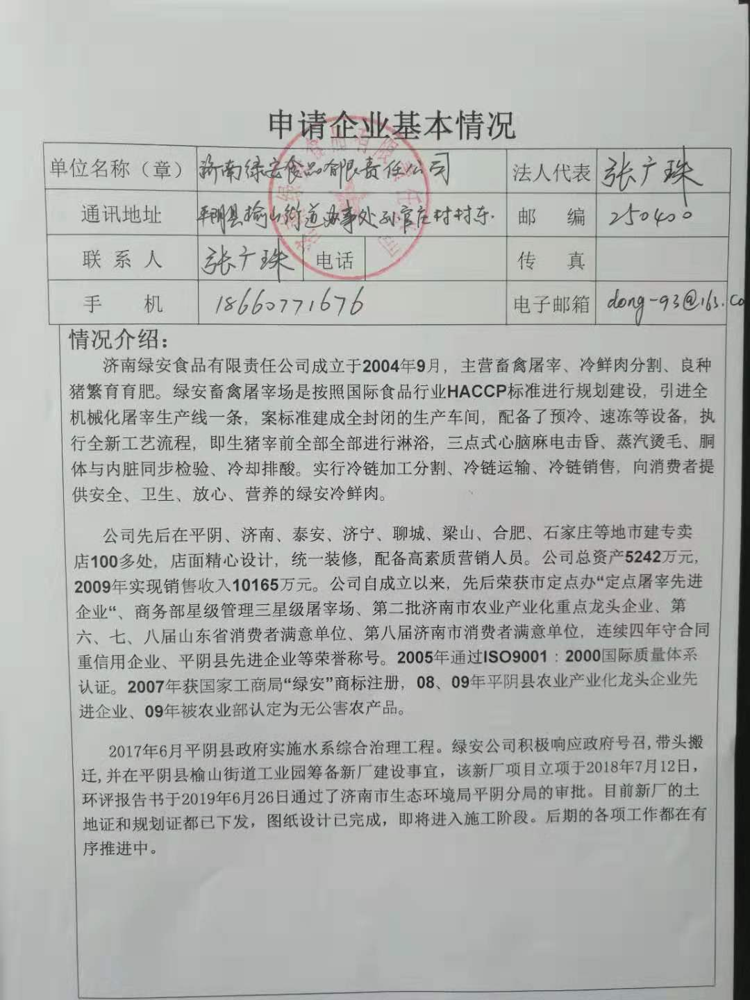 申请企业基本情况
单位名称（章） 济南绿安食品有限责任公司 法人代表 张广珠
通讯地址 平阴县榆山街道办事处孙官庄村村东. 邮 编 250400
联系人 张广珠 电话 传 真
手 机 18660771676 电子邮箱 dong-93@163.co
情况介绍：
济南绿安食品有限责任公司成立于2004年9月，主营畜禽屠宰、冷鲜肉分割、良种
猪繁育育肥。绿安畜禽屠宰场是按照国际食品行业HACCP标准进行规划建设，引进全
机械化屠宰生产线一条，案标准建成全封闭的生产车间，配备了预冷、速冻等设备，执
行全新工艺流程，即生猪宰前全部全部进行淋浴，三点式心脑麻电击昏、蒸汽烫毛、胴
体与内脏同步检验、冷却排酸。实行冷链加工分割、冷链运输、冷链销售，向消费者提
供安全、卫生、放心、营养的绿安冷鲜肉。
公司先后在平阴、济南、泰安、济宁、聊城、梁山、合肥、石家庄等地市建专卖
店100多处，店面精心设计，统一装修，配备高素质营销人员。公司总资产5242万元，
2009年实现销售收入10165万元。公司自成立以来，先后荣获市定点办“定点屠宰先进
企业“、商务部星级管理三星级屠宰场、第二批济南市农业产业化重点龙头企业、第
六、七、八届山东省消费者满意单位、第八届济南市消费者满意单位，连续四年守合同
重信用企业、平阴县先进企业等荣誉称号。2005年通过ISO9001：2000国际质量体系
认证。2007年获国家工商局“绿安”商标注册，08、09年平阴县农业产业化龙头企业先
进企业、09年被农业部认定为无公害农产品。
2017年6月平阴县政府实施水系综合治理工程。绿安公司积极响应政府号召,带头搬
迁,并在平阴县榆山街道工业园筹备新厂建设事宜，该新厂项目立项于2018年7月12日，
环评报告书于2019年6月26日通过了济南市生态环境局平阴分局的审批。目前新厂的土
地证和规划证都已下发，图纸设计已完成，即将进入施工阶段。后期的各项工作都在有
序推进中。